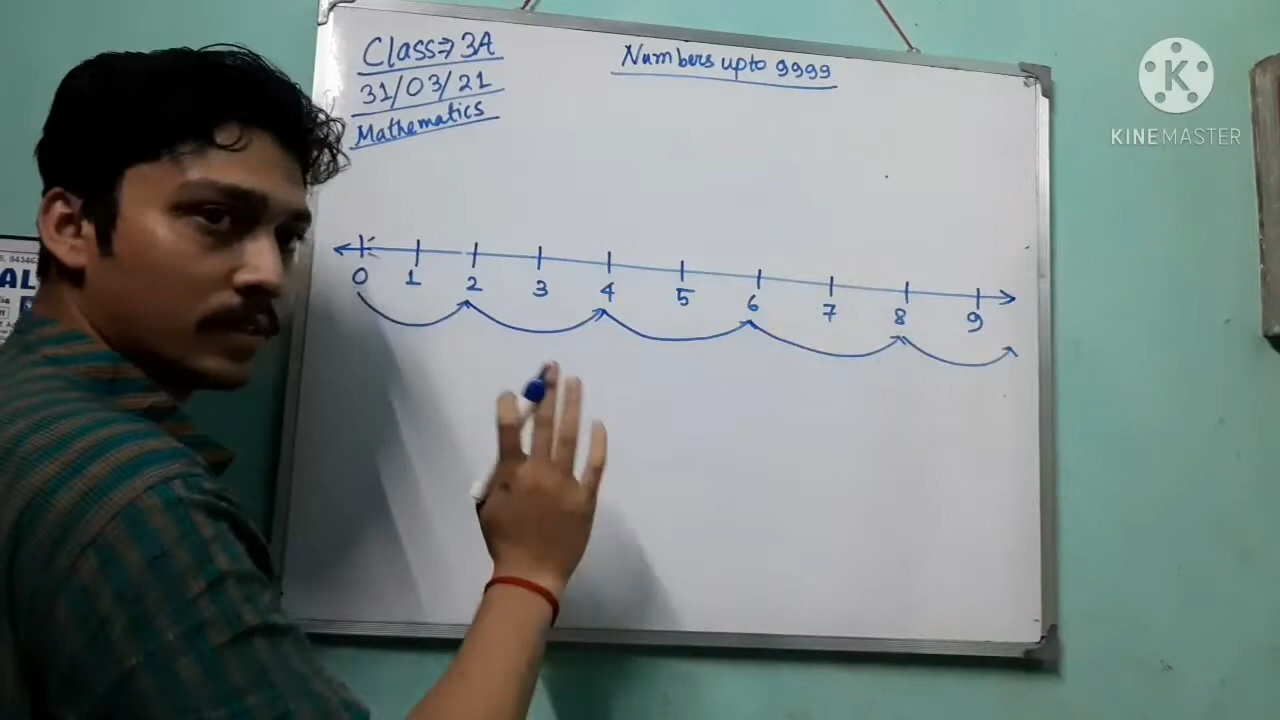 Class⇒3A
31/03/21
Mathematics
Numbers upto 9999
K
KINEMASTER
0 1 2 3 4 5 6 7 8 9
AL